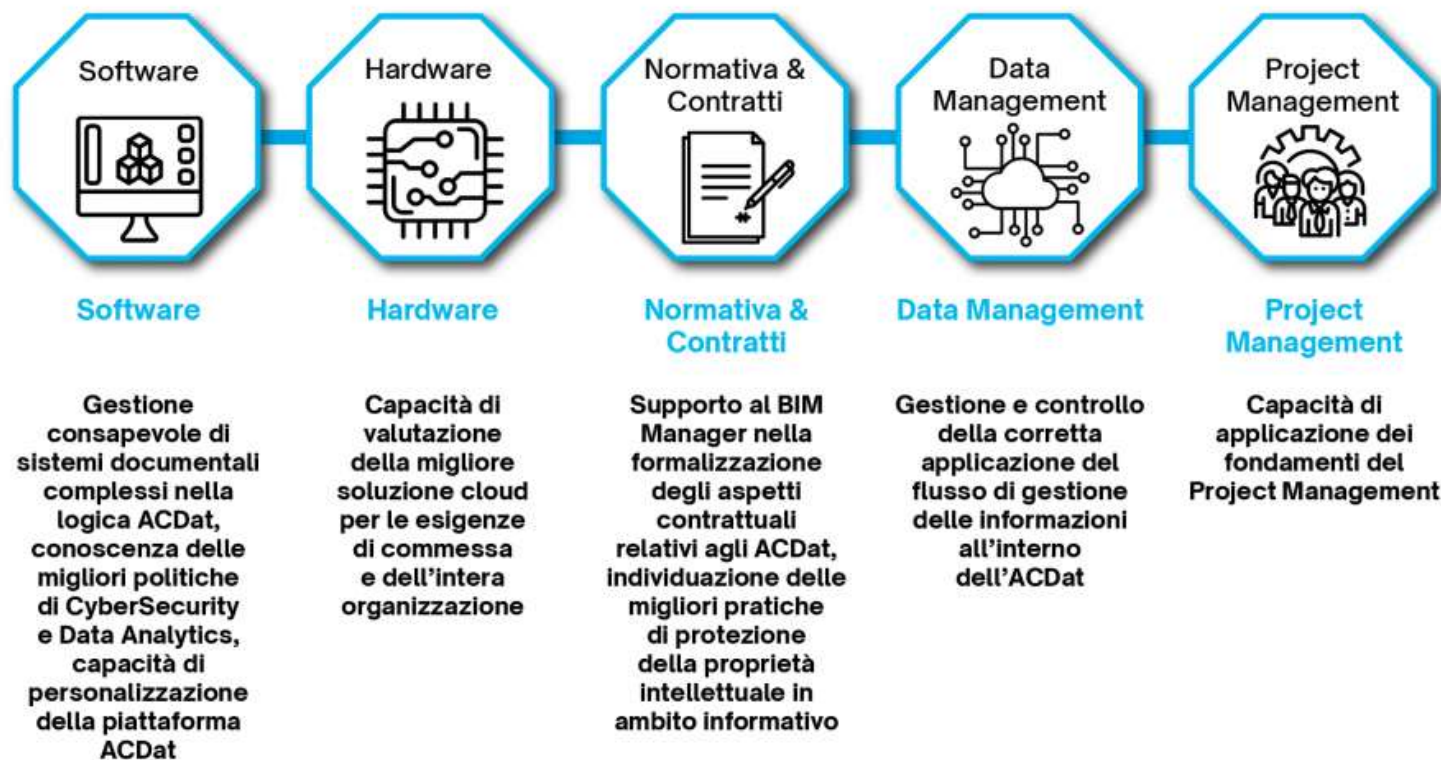 Software
Hardware
Normativa &
Contratti
Data
Management
Project
Management
Software
Hardware
Normativa &
Contratti
Data Management
Project
Management
Gestione
consapevole di
sistemi documentali
complessi nella
logica ACDat,
conoscenza delle
migliori politiche
di CyberSecurity
e Data Analytics,
capacità di
personalizzazione
della piattaforma
ACDat
Capacità di
valutazione
della migliore
soluzione cloud
per le esigenze
di commessa
e dell'intera
organizzazione
Supporto al BIM
Manager nella
formalizzazione
degli aspetti
contrattuali
relativi agli ACDat,
individuazione delle
migliori pratiche
di protezione
della proprietà
intellettuale in
ambito informativo
Gestione e controllo
della corretta
applicazione del
flusso di gestione
delle informazioni
all'interno
dell'ACDat
Capacità di
applicazione dei
fondamenti del
Project Management